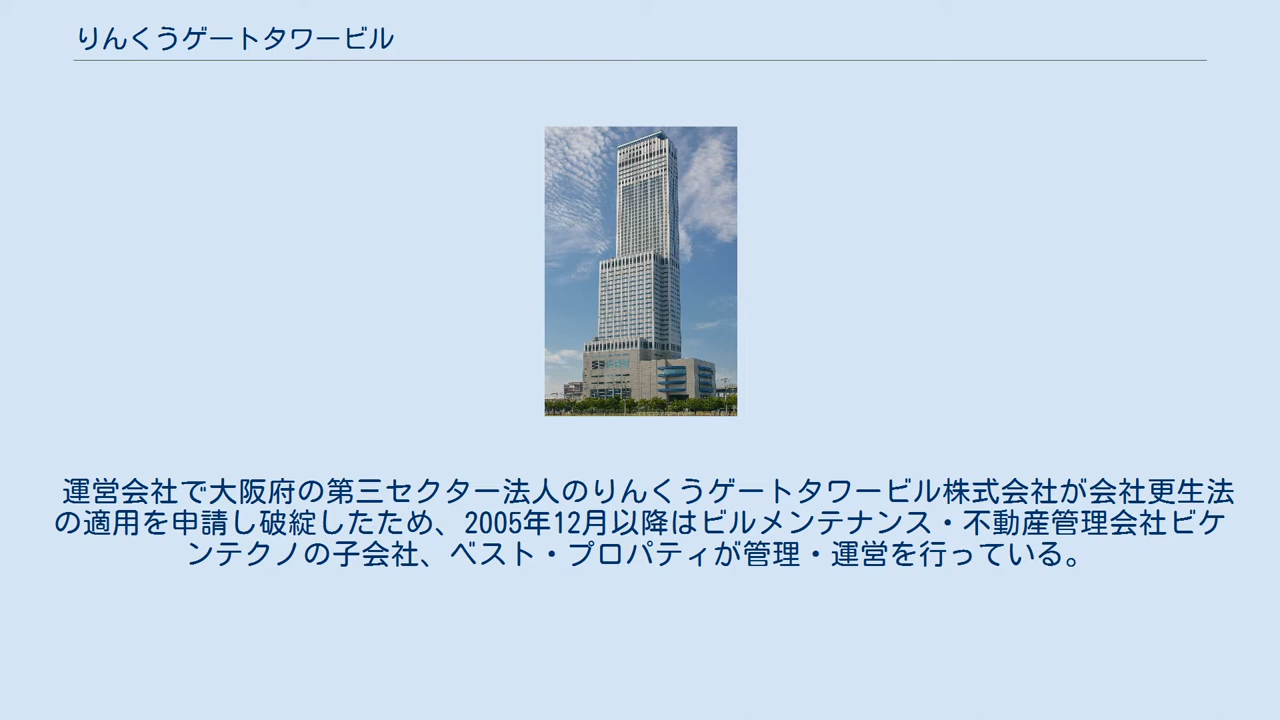 りんくうゲートタワービル
運営会社で大阪府の第三セクター法人のりんくうゲートタワービル株式会社が会社更生法
の適用を申請し破綻したため、2005年12月以降はビルメンテナンス・不動産管理会社ビケ
ンテクノの子会社、ベスト・プロパティが管理・運営を行っている。